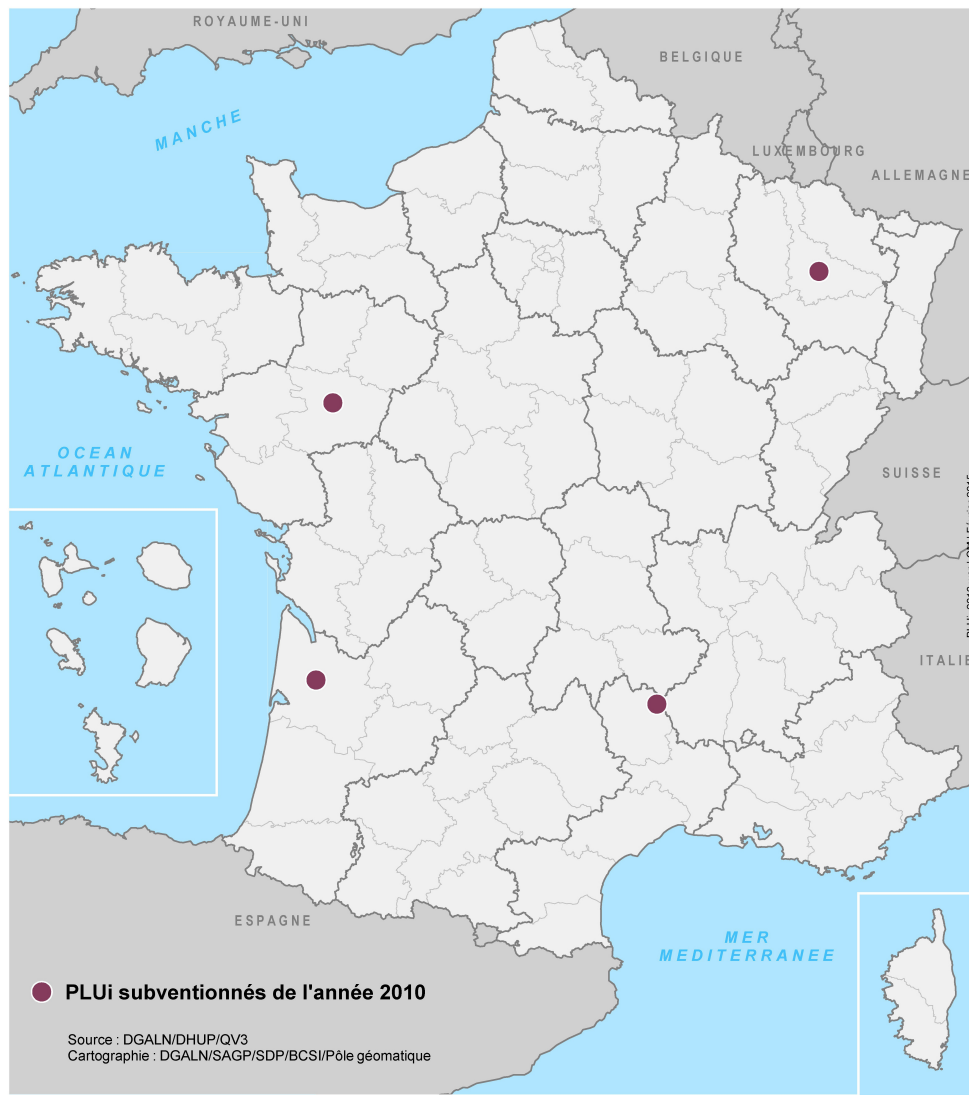 ROYAUME-UNI
BELGIQUE
MANCHE
LUXEMBOURG
ALLEMAGNE
OCEAN
ATLANTIQUE
SUISSE
ITALIE
ESPAGNE
MER
MEDITERRANEE
PLUi subventionnés de l'année 2010
Source : DGALN/DHUP/QV3
Cartographie : DGALN/SAGP/SDP/BCSI/Pôle géomatique